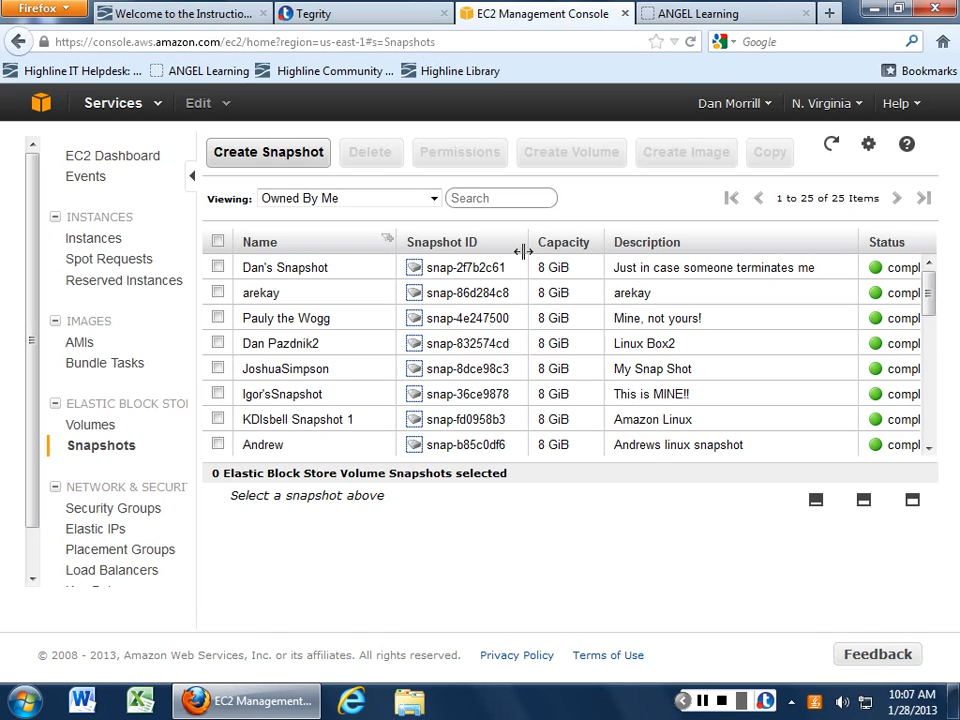 Firefox
Welcome to the Instructio...
Tegrity
EC2 Management Console
ANGEL Learning
https://console.aws.amazon.com/ec2/home?region=us-east-1#s=Snapshots
Google
Highline IT Helpdesk: ...
ANGEL Learning
Highline Community ...
Highline Library
Bookmarks
Services
Edit
Dan Morrill
N. Virginia
Help
EC2 Dashboard
Events
INSTANCES
Instances
Spot Requests
Reserved Instances
IMAGES
AMIs
Bundle Tasks
ELASTIC BLOCK STO
Volumes
Snapshots
NETWORK & SECURIT
Security Groups
Elastic IPs
Placement Groups
Load Balancers
Create Snapshot
Delete
Permissions
Create Volume
Create Image
Copy
Viewing: Owned By Me
Search
1 to 25 of 25 Items
Name Snapshot ID Capacity Description Status
Dan's Snapshot snap-2f7b2c61 8 GiB Just in case someone terminates me compl
arekay snap-86d284c8 8 GiB arekay compl
Pauly the Wogg snap-4e247500 8 GiB Mine, not yours! compl
Dan Pazdnik2 snap-832574cd 8 GiB Linux Box2 compl
JoshuaSimpson snap-8dce98c3 8 GiB My Snap Shot compl
Igor'sSnapshot snap-36ce9878 8 GiB This is MINE!! compl
KDIsbell Snapshot 1 snap-fd0958b3 8 GiB Amazon Linux compl
Andrew snap-b85c0df6 8 GiB Andrews linux snapshot compl
0 Elastic Block Store Volume Snapshots selected
Select a snapshot above
© 2008 - 2013, Amazon Web Services, Inc. or its affiliates. All rights reserved. Privacy Policy Terms of Use
Feedback
EC2 Management...
10:07 AM
1/28/2013